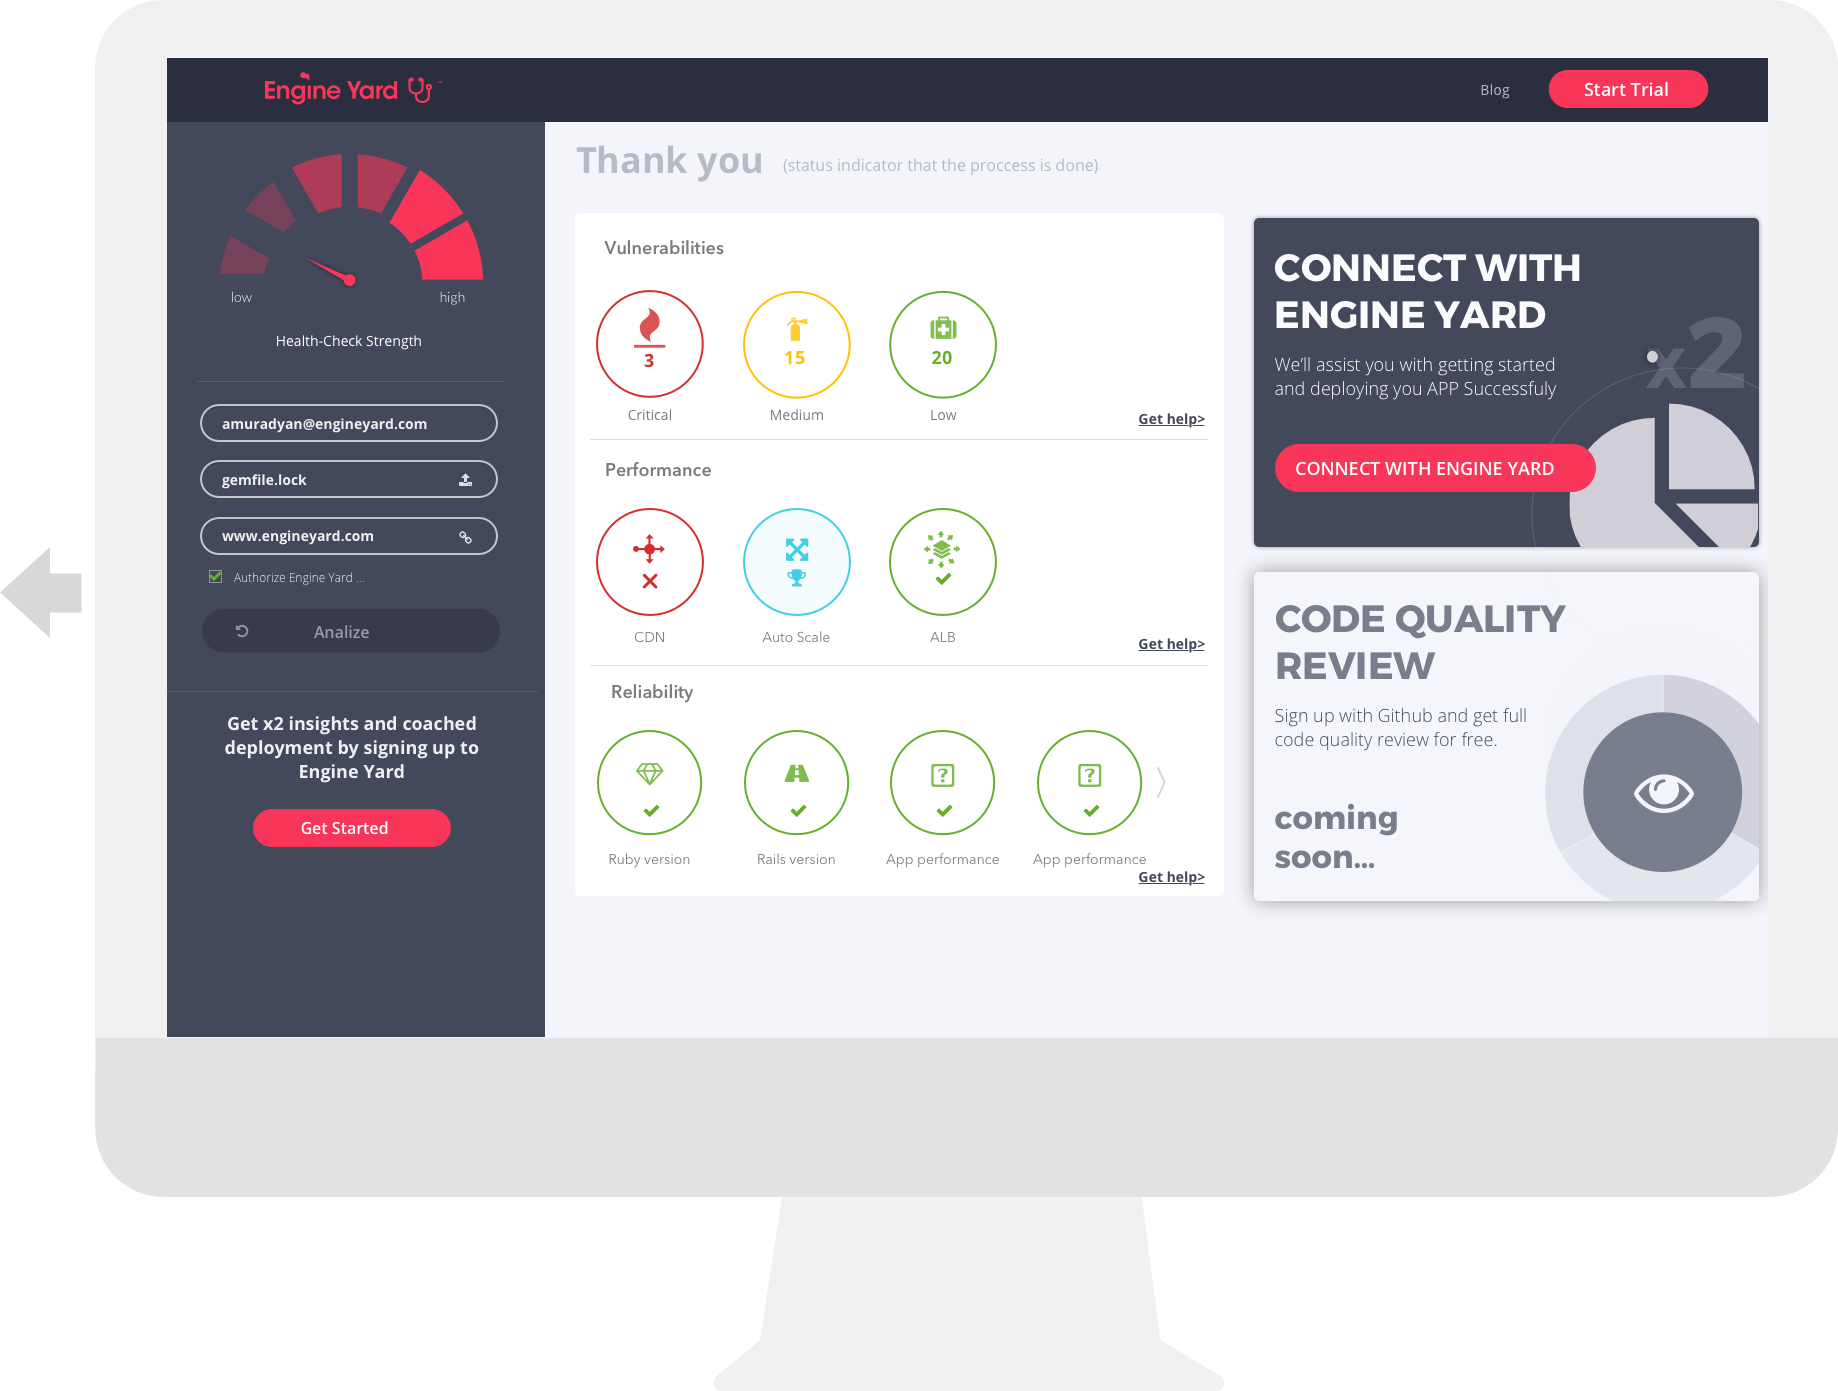 Engine Yard
Blog
Start Trial
low
high
Health-Check Strength
amuradyan@engineyard.com
gemfile.lock
www.engineyard.com
Authorize Engine Yard ...
Analize
Get x2 insights and coached
deployment by signing up to
Engine Yard
Get Started
Thank you
(status indicator that the proccess is done)
Vulnerabilities
3
15
20
Critical
Medium
Low
Get help>
Performance
CDN
Auto Scale
ALB
Get help>
Reliability
?
?
Ruby version
Rails version
App performance
App performance
Get help>
CONNECT WITH
ENGINE YARD
We'll assist you with getting started
and deploying you APP Successfuly
x2
CONNECT WITH ENGINE YARD
CODE QUALITY
REVIEW
Sign up with Github and get full
code quality review for free.
coming
soon...